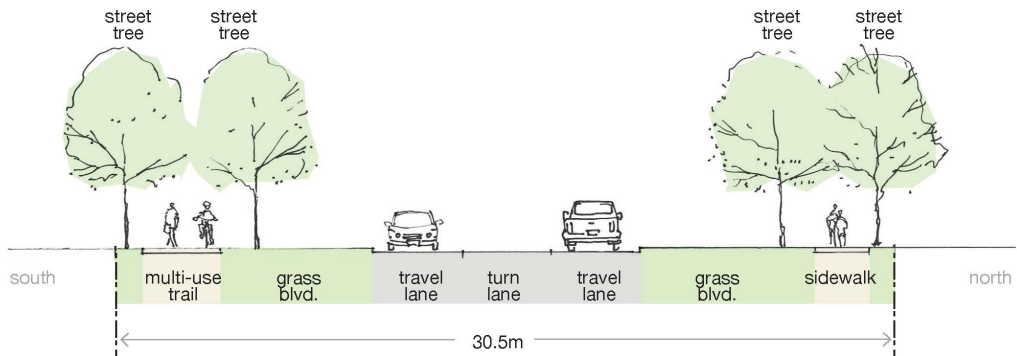 street
tree
street
tree
street
tree
street
tree
south
multi-use
trail
grass
blvd.
travel
lane
turn
lane
travel
lane
grass
blvd.
sidewalk
north
30.5m